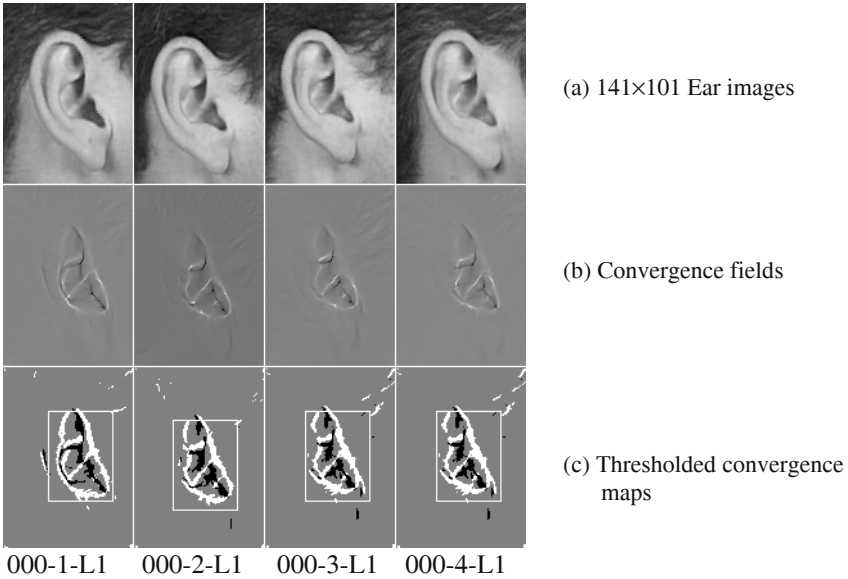 (a) 141×101 Ear images
(b) Convergence fields
(c) Thresholded convergence
maps
000-1-L1 000-2-L1 000-3-L1 000-4-L1